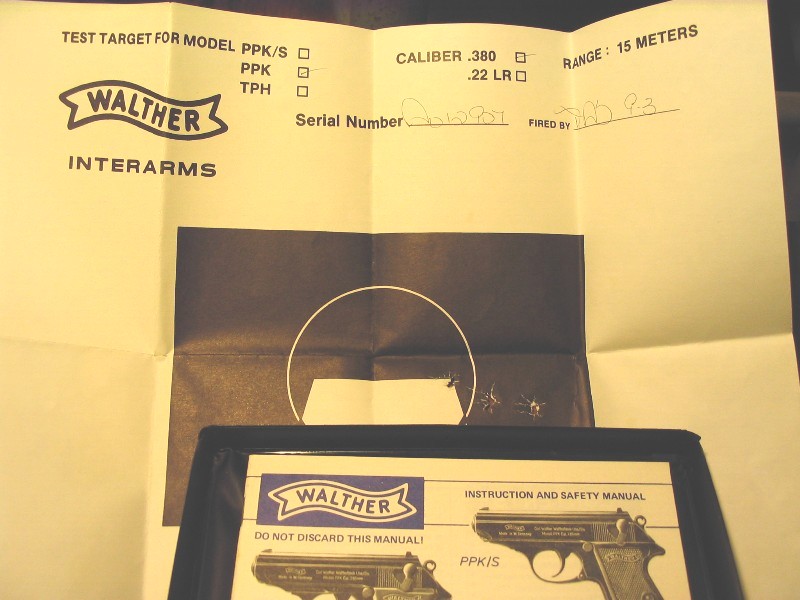 TEST TARGET FOR MODEL PPK/S
PPK
TPH
CALIBER .380
.22 LR
RANGE: 15 METERS
WALTHER
INTERARMS
Serial Number
FIRED BY
WALTHER
INSTRUCTION AND SAFETY MANUAL
DO NOT DISCARD THIS MANUAL!
PPK/S
WALTHER